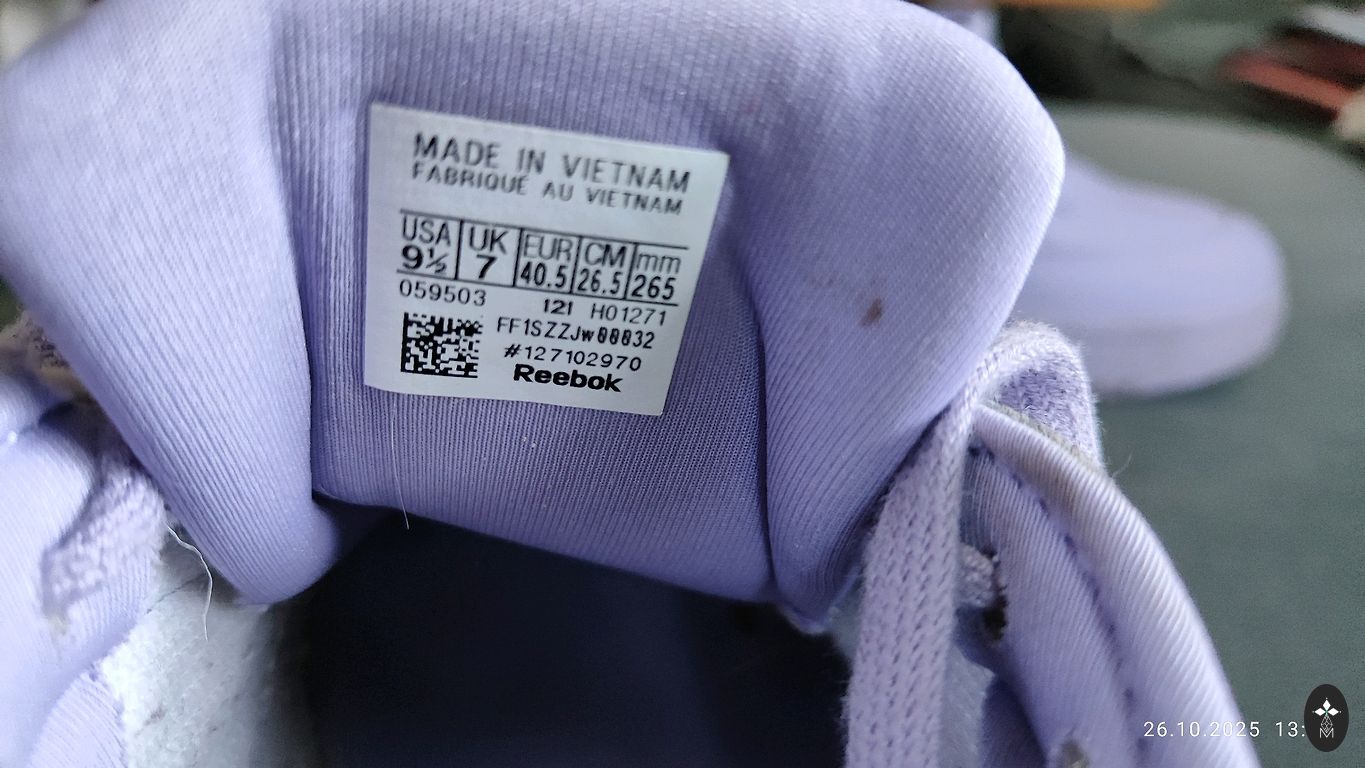 MADE IN VIETNAM
FABRIQUÉ AU VIETNAM
USA UK EUR CM mm
9½ 7 40.5 26.5 265
059503 121 H01271
FF1SZZJw00032
#127102970
Reebok
26.10.2025 13:
M